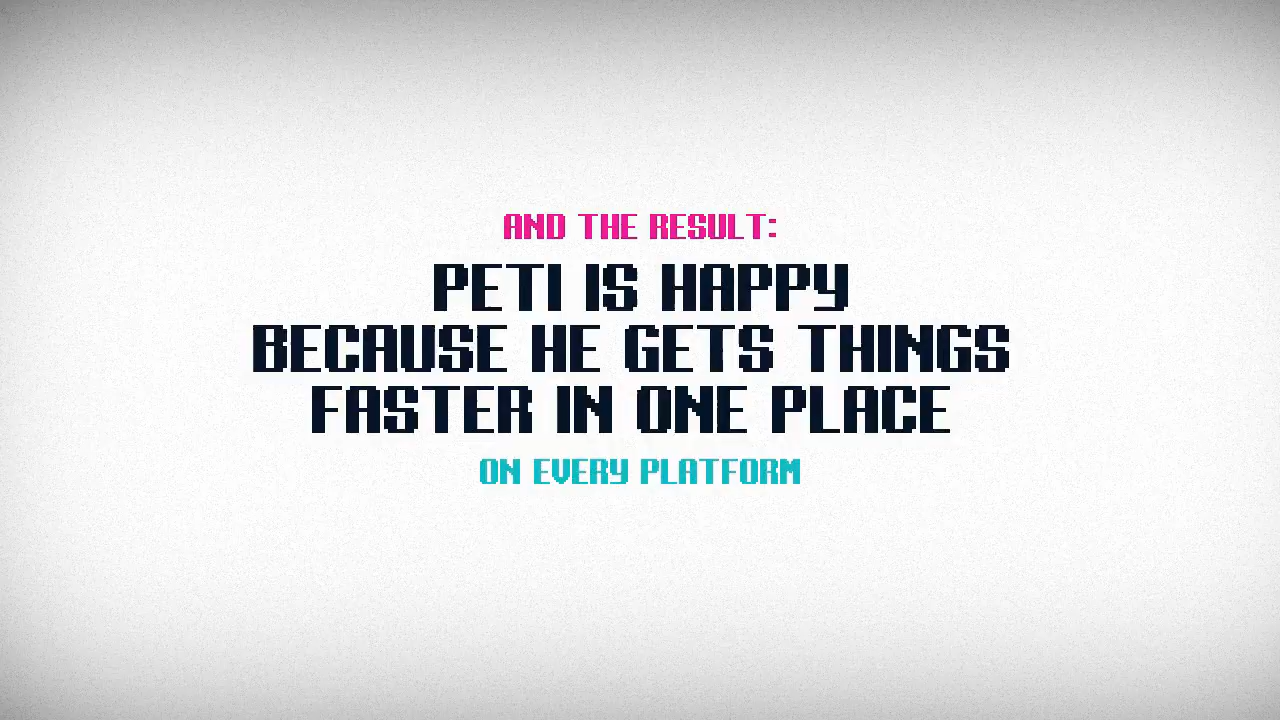 AND THE RESULT:
PETI IS HAPPY
BECAUSE HE GETS THINGS
FASTER IN ONE PLACE
ON EVERY PLATFORM